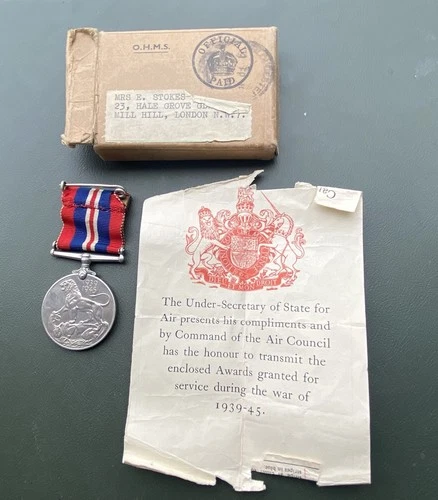 O.H.M.S.
OFFICIAL
PAID
MRS E. STOKES
23, HALE GROVE
MILL HILL, LONDON N.W.7.
The Under-Secretary of State for
Air presents his compliments and
by Command of the Air Council
has the honour to transmit the
enclosed Awards granted for
service during the war of
1939-45.